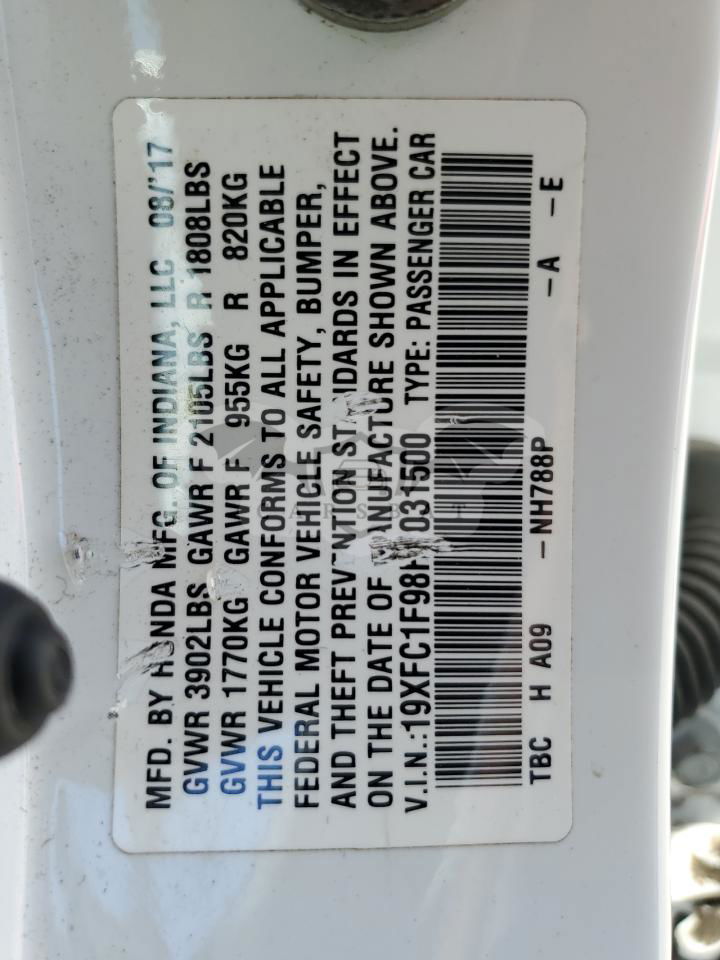 MFD. BY HONDA MFG. OF INDIANA, LLC 08/'17
GVWR 3902LBS GAWR F 2105LBS R 1808LBS
GVWR 1770KG GAWR F 955KG R 820KG
THIS VEHICLE CONFORMS TO ALL APPLICABLE
FEDERAL MOTOR VEHICLE SAFETY, BUMPER,
AND THEFT PREVENTION STANDARDS IN EFFECT
ON THE DATE OF MANUFACTURE SHOWN ABOVE.
V.I.N.: TYPE: PASSENGER CAR
TBC H A09 -NH788P -A -E
CARSBAT